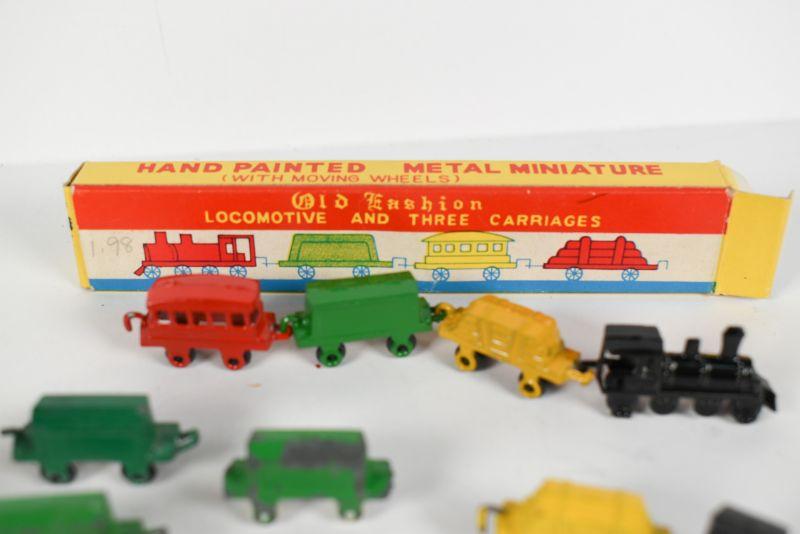 HAND PAINTED METAL MINIATURE
(WITH MOVING WHEELS)
Old Fashion
LOCOMOTIVE AND THREE CARRIAGES
1.98